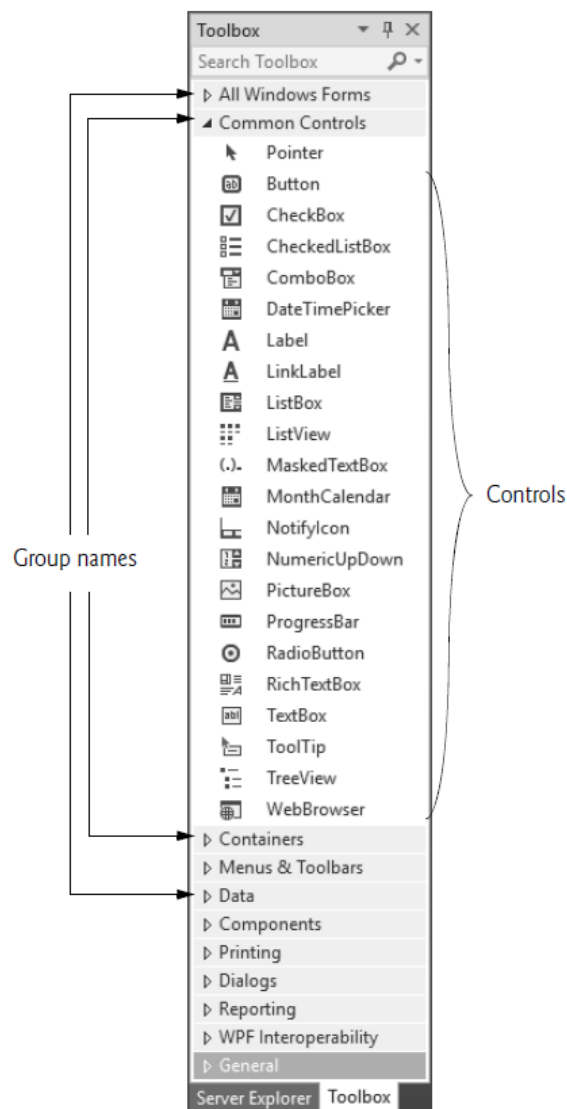 Toolbox
Search Toolbox
All Windows Forms
Common Controls
Pointer
Button
CheckBox
CheckedListBox
ComboBox
DateTimePicker
Label
LinkLabel
ListBox
ListView
MaskedTextBox
MonthCalendar
NotifyIcon
NumericUpDown
PictureBox
ProgressBar
RadioButton
RichTextBox
TextBox
ToolTip
TreeView
WebBrowser
Containers
Menus & Toolbars
Data
Components
Printing
Dialogs
Reporting
WPF Interoperability
General
Server Explorer Toolbox
Group names
Controls